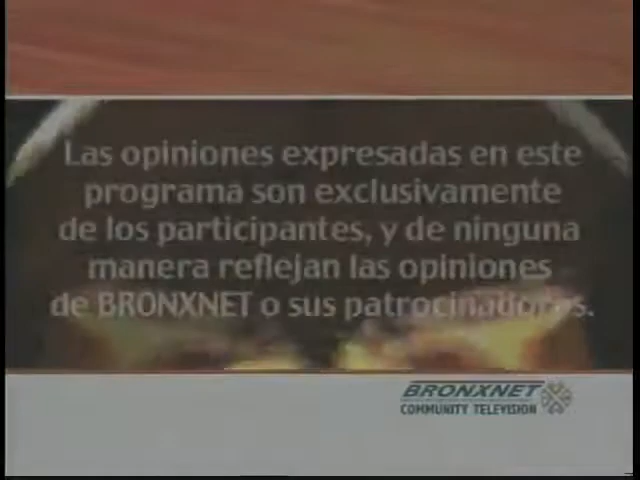 Las opiniones expresadas en este
programa son exclusivamente
de los participantes, y de ninguna
manera reflejan las opiniones
de BRONXNET o sus patrocinadores.
BRONXNET
COMMUNITY TELEVISION